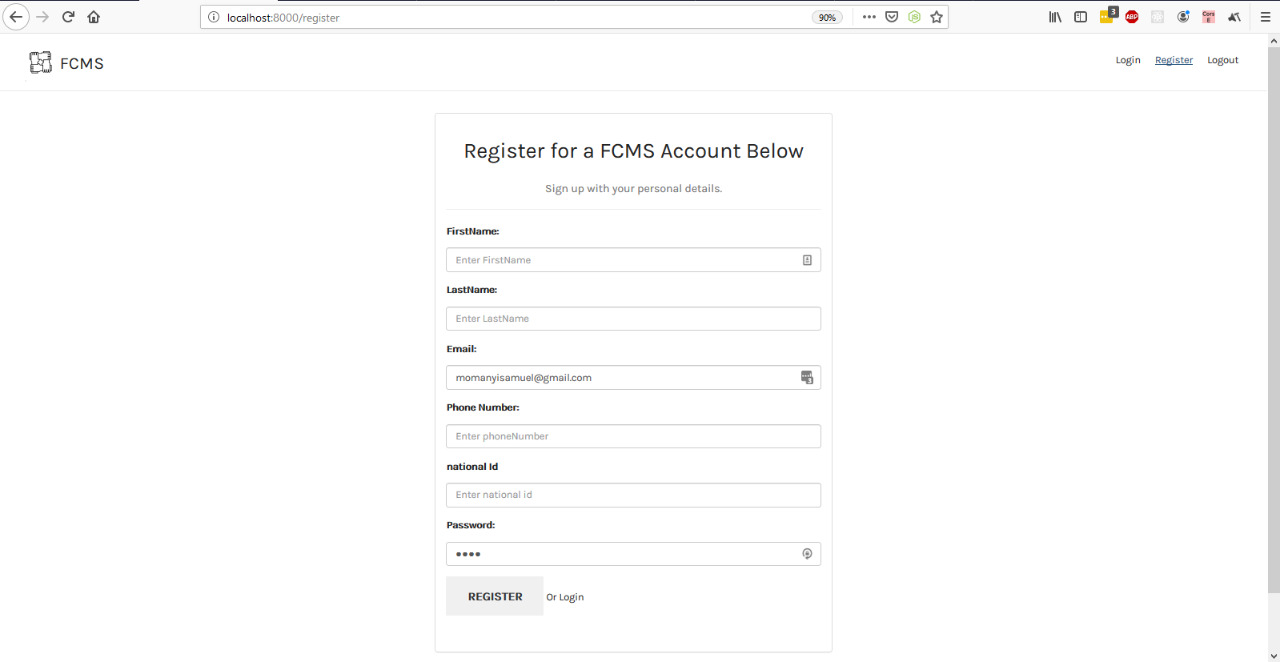 localhost:8000/register
90%
3
ABP
FCMS
Login Register Logout
Register for a FCMS Account Below
Sign up with your personal details.
FirstName:
Enter FirstName
LastName:
Enter LastName
Email:
momanyisamuel@gmail.com
Phone Number:
Enter phoneNumber
national Id
Enter national id
Password:
REGISTER Or Login